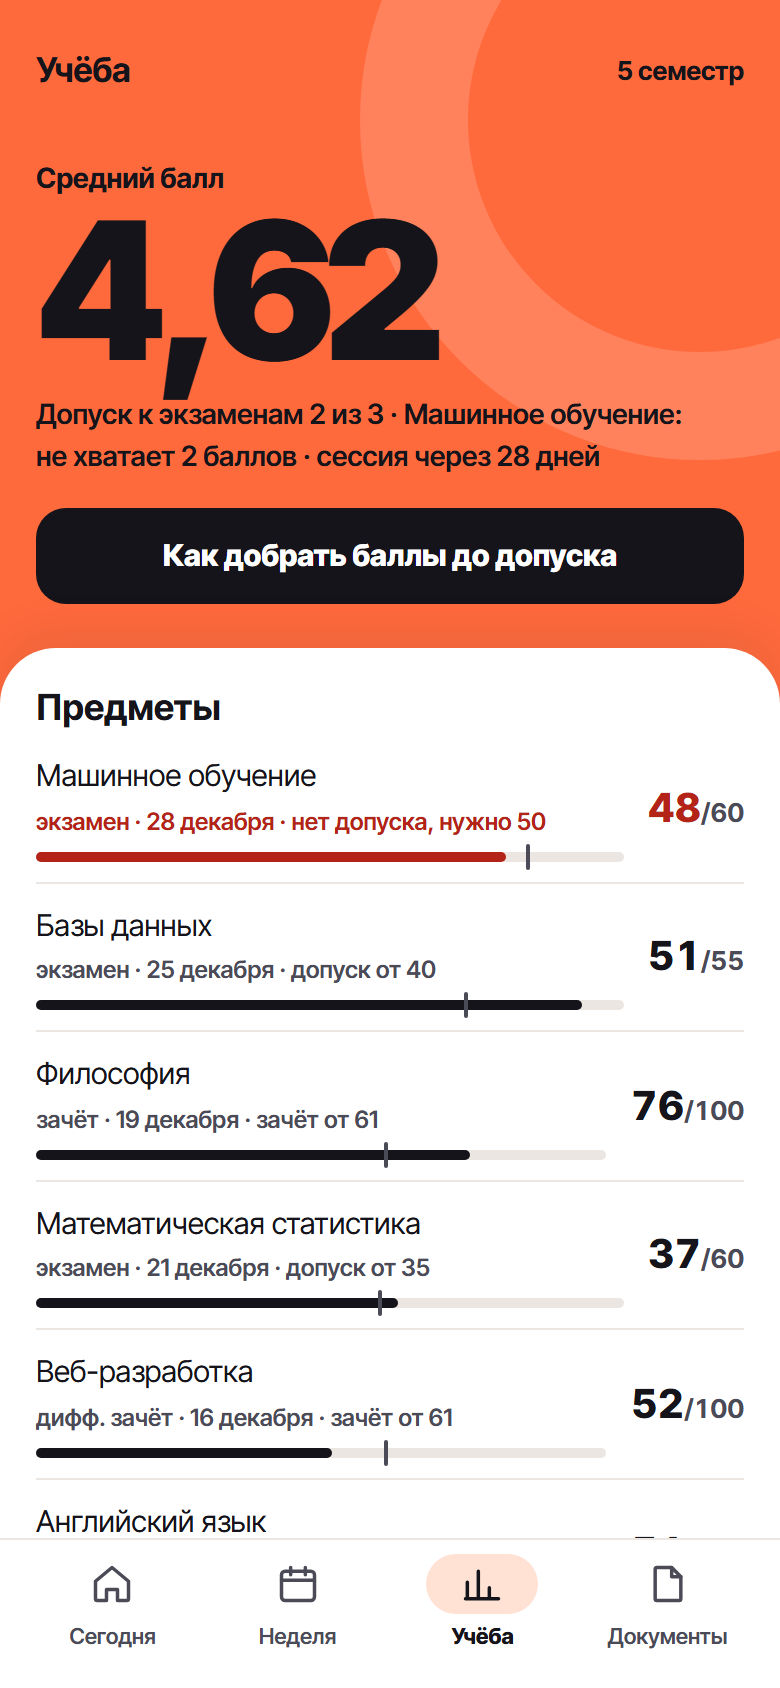 Учёба
5 семестр
Средний балл
4,62
Допуск к экзаменам 2 из 3 · Машинное обучение:
не хватает 2 баллов · сессия через 28 дней
Как добрать баллы до допуска
Предметы
Машинное обучение
экзамен · 28 декабря · нет допуска, нужно 50
48/60
Базы данных
экзамен · 25 декабря · допуск от 40
51/55
Философия
зачёт · 19 декабря · зачёт от 61
76/100
Математическая статистика
экзамен · 21 декабря · допуск от 35
37/60
Веб-разработка
дифф. зачёт · 16 декабря · зачёт от 61
52/100
Английский язык
Сегодня
Неделя
Учёба
Документы